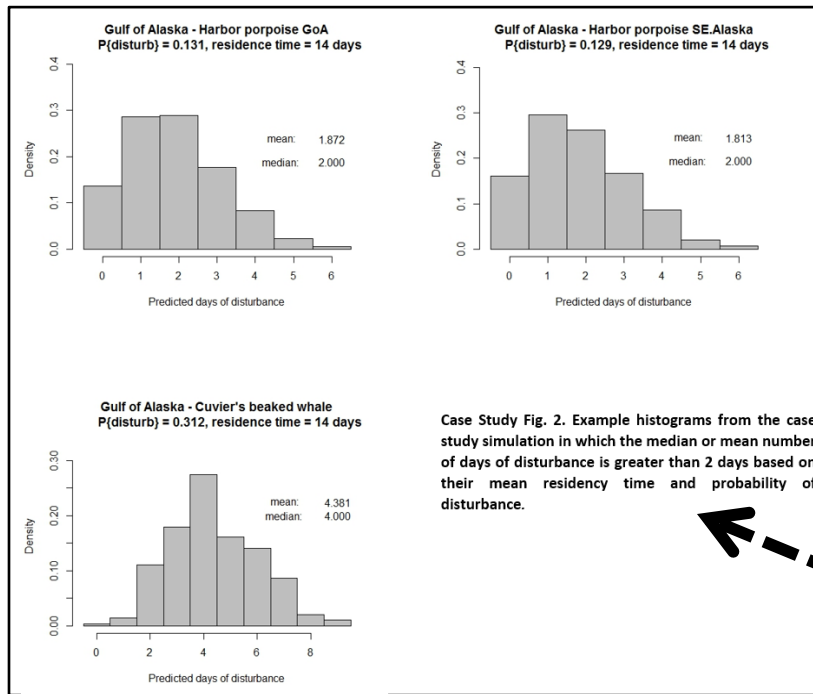 Gulf of Alaska - Harbor porpoise GoA
P{disturb} = 0.131, residence time = 14 days
0.4
0.3
0.2
0.1
0.0
Density
mean: 1.872
median: 2.000
0 1 2 3 4 5 6
Predicted days of disturbance
Gulf of Alaska - Harbor porpoise SE.Alaska
P{disturb} = 0.129, residence time = 14 days
0.4
0.3
0.2
0.1
0.0
Density
mean: 1.813
median: 2.000
0 1 2 3 4 5 6
Predicted days of disturbance
Gulf of Alaska - Cuvier's beaked whale
P{disturb} = 0.312, residence time = 14 days
0.30
0.20
0.10
0.00
Density
mean: 4.381
median: 4.000
0 2 4 6 8
Predicted days of disturbance
Case Study Fig. 2. Example histograms from the case
study simulation in which the median or mean number
of days of disturbance is greater than 2 days based on
their mean residency time and probability of
disturbance.